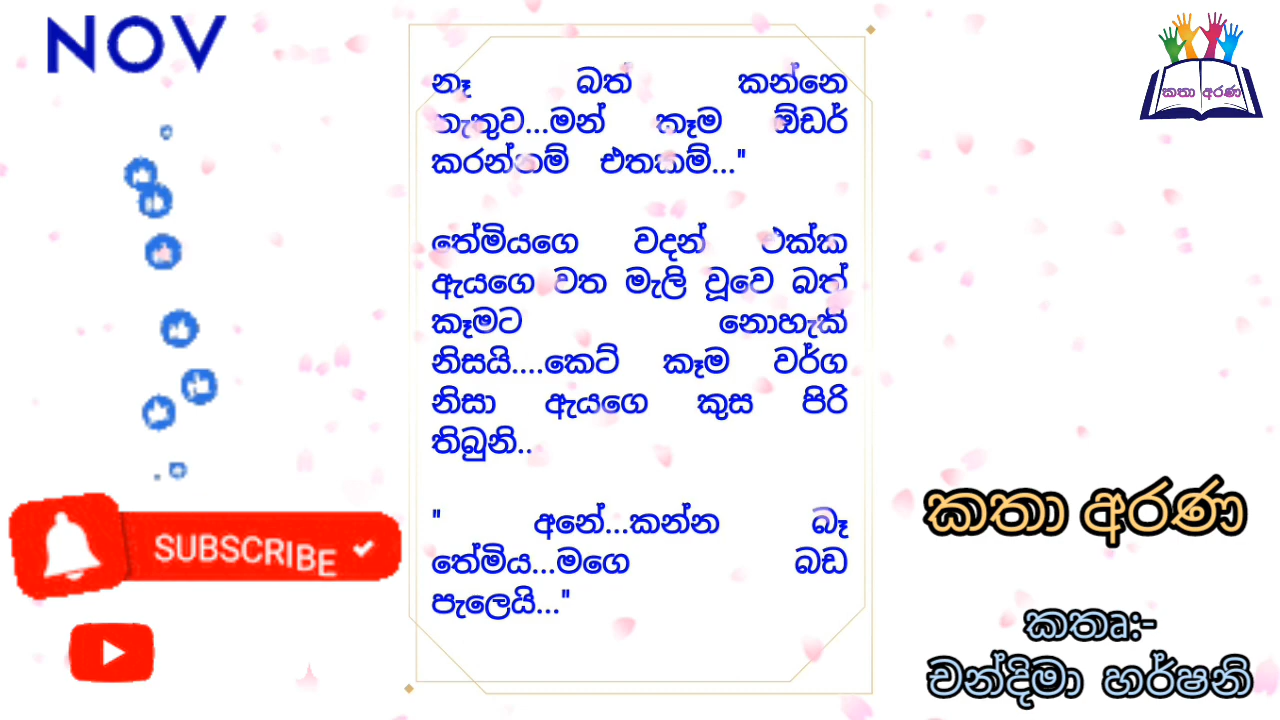 NOV
නෑ බත් කන්නෙ
නැතුව...මන් කෑම ඕඩර්
කරන්නම් එතකම්..."
තේමියගෙ වදන් එක්ක
ඇයගෙ වත මැලි වූවෙ බත්
කෑමට නොහැකි
නිසයි....කෙටි කෑම වර්ග
නිසා ඇයගෙ කුස පිරි
තිබුනි..
" අනේ...කන්න බෑ
තේමිය...මගෙ බඩ
පැලෙයි..."
SUBSCRIBE
කතා අරණ
කතා අරණ
කතෘ:-
චන්දිමා හර්ෂනි